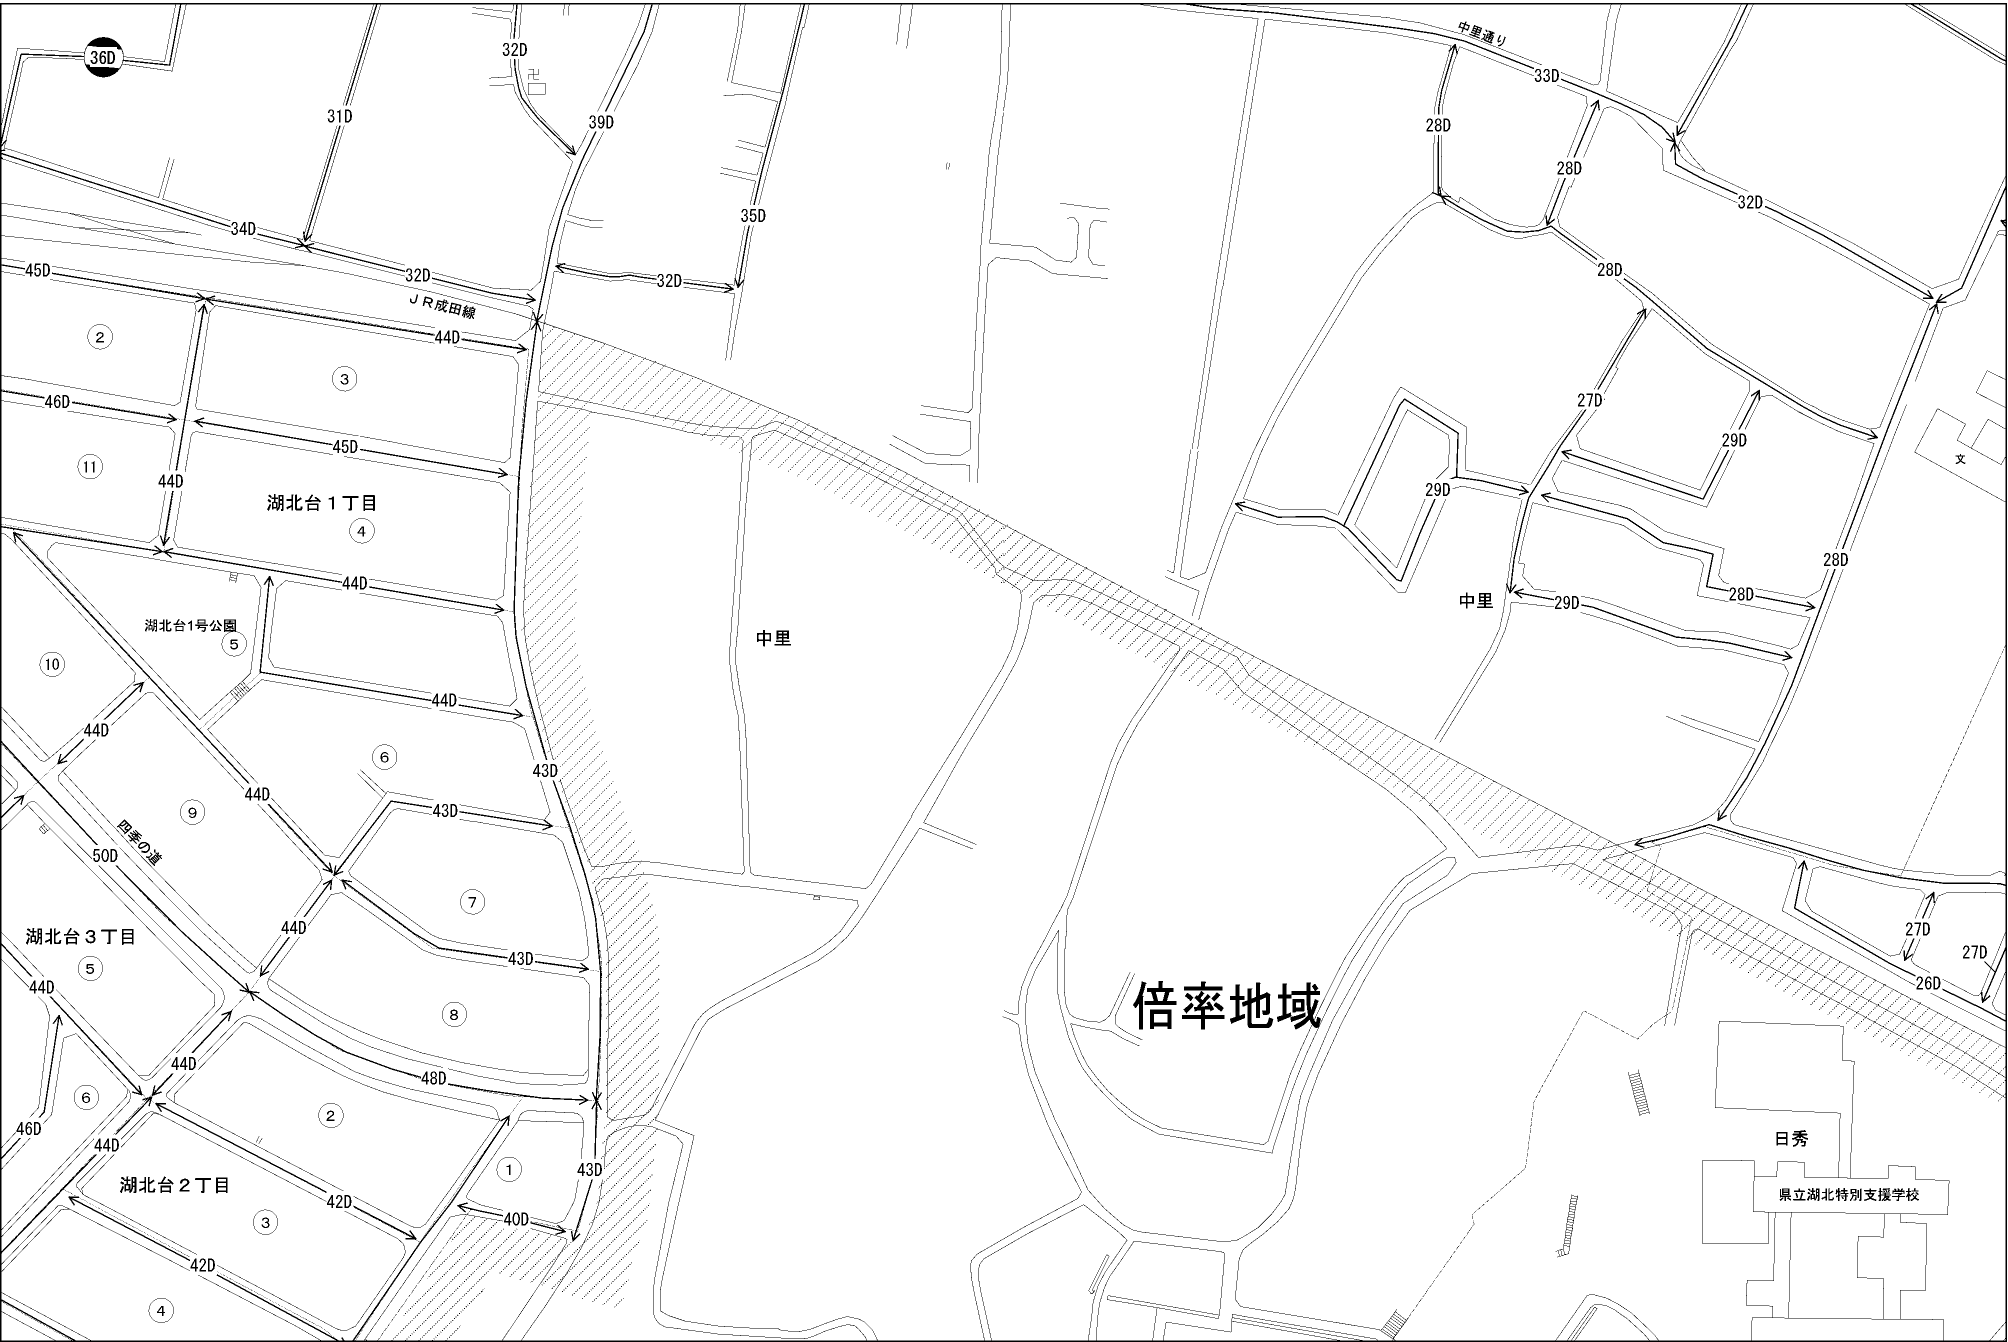 中里通り
32D
36D
33D
31D
39D
28D
28D
32D
35D
34D
45D
32D
32D
28D
JR成田線
2
44D
3
46D
27D
45D
29D
文
11
44D
湖北台1丁目
4
29D
28D
44D
28D
29D
中里
湖北台1号公園
5
中里
10
44D
44D
6
43D
44D
43D
9
四季の道
50D
7
44D
27D
湖北台3丁目
43D
27D
5
44D
26D
8
倍率地域
44D
48D
6
2
46D
44D
日秀
1
43D
湖北台2丁目
42D
県立湖北特別支援学校
3
40D
42D
4